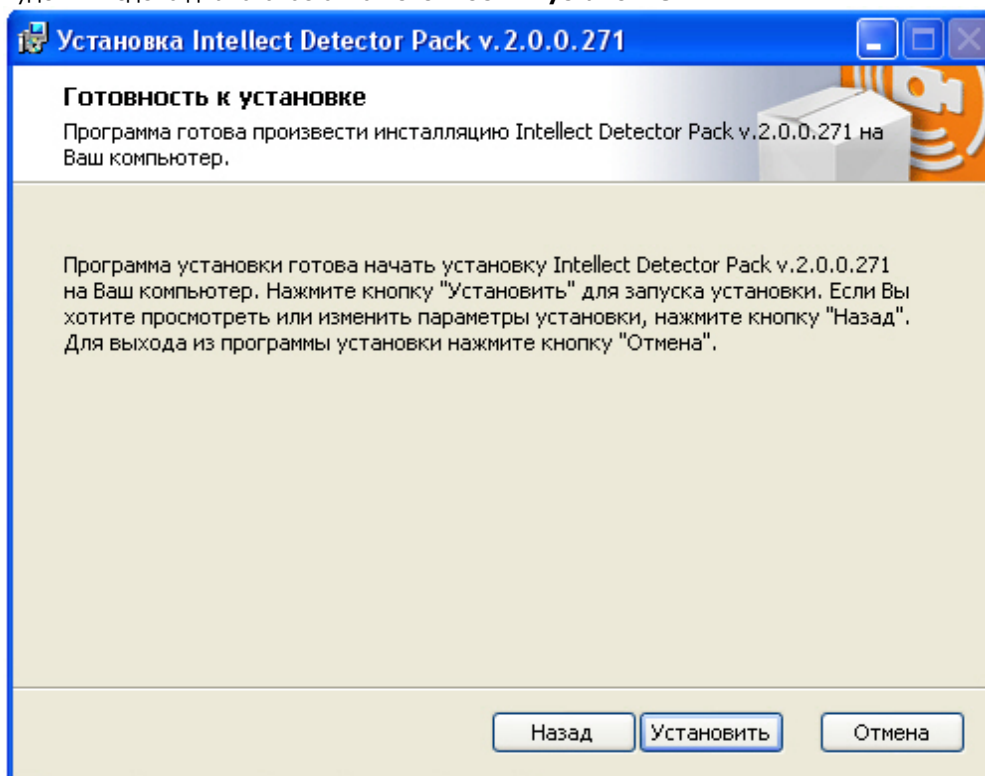 Установка Intellect Detector Pack v.2.0.0.271
Готовность к установке
Программа готова произвести инсталляцию Intellect Detector Pack v.2.0.0.271 на
Ваш компьютер.
Программа установки готова начать установку Intellect Detector Pack v.2.0.0.271
на Ваш компьютер. Нажмите кнопку "Установить" для запуска установки. Если Вы
хотите просмотреть или изменить параметры установки, нажмите кнопку "Назад".
Для выхода из программы установки нажмите кнопку "Отмена".
Назад
Установить
Отмена